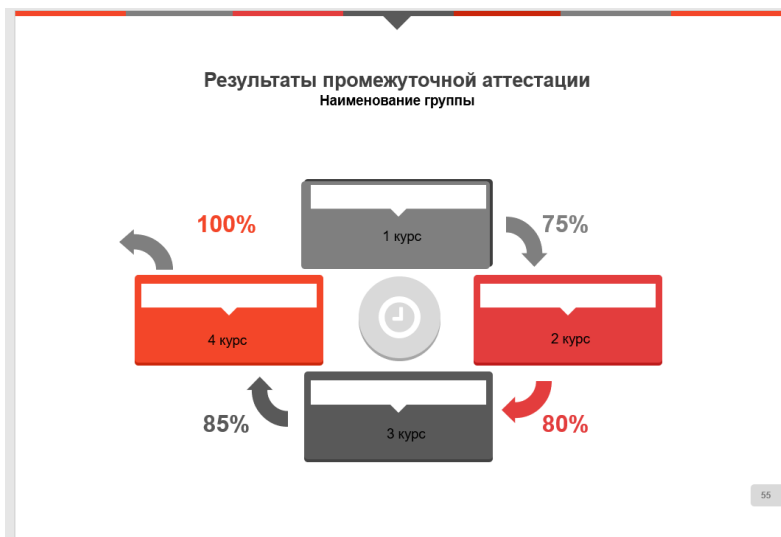 Результаты промежуточной аттестации
Наименование группы
100%
1 курс
75%
4 курс
2 курс
85%
3 курс
80%
55